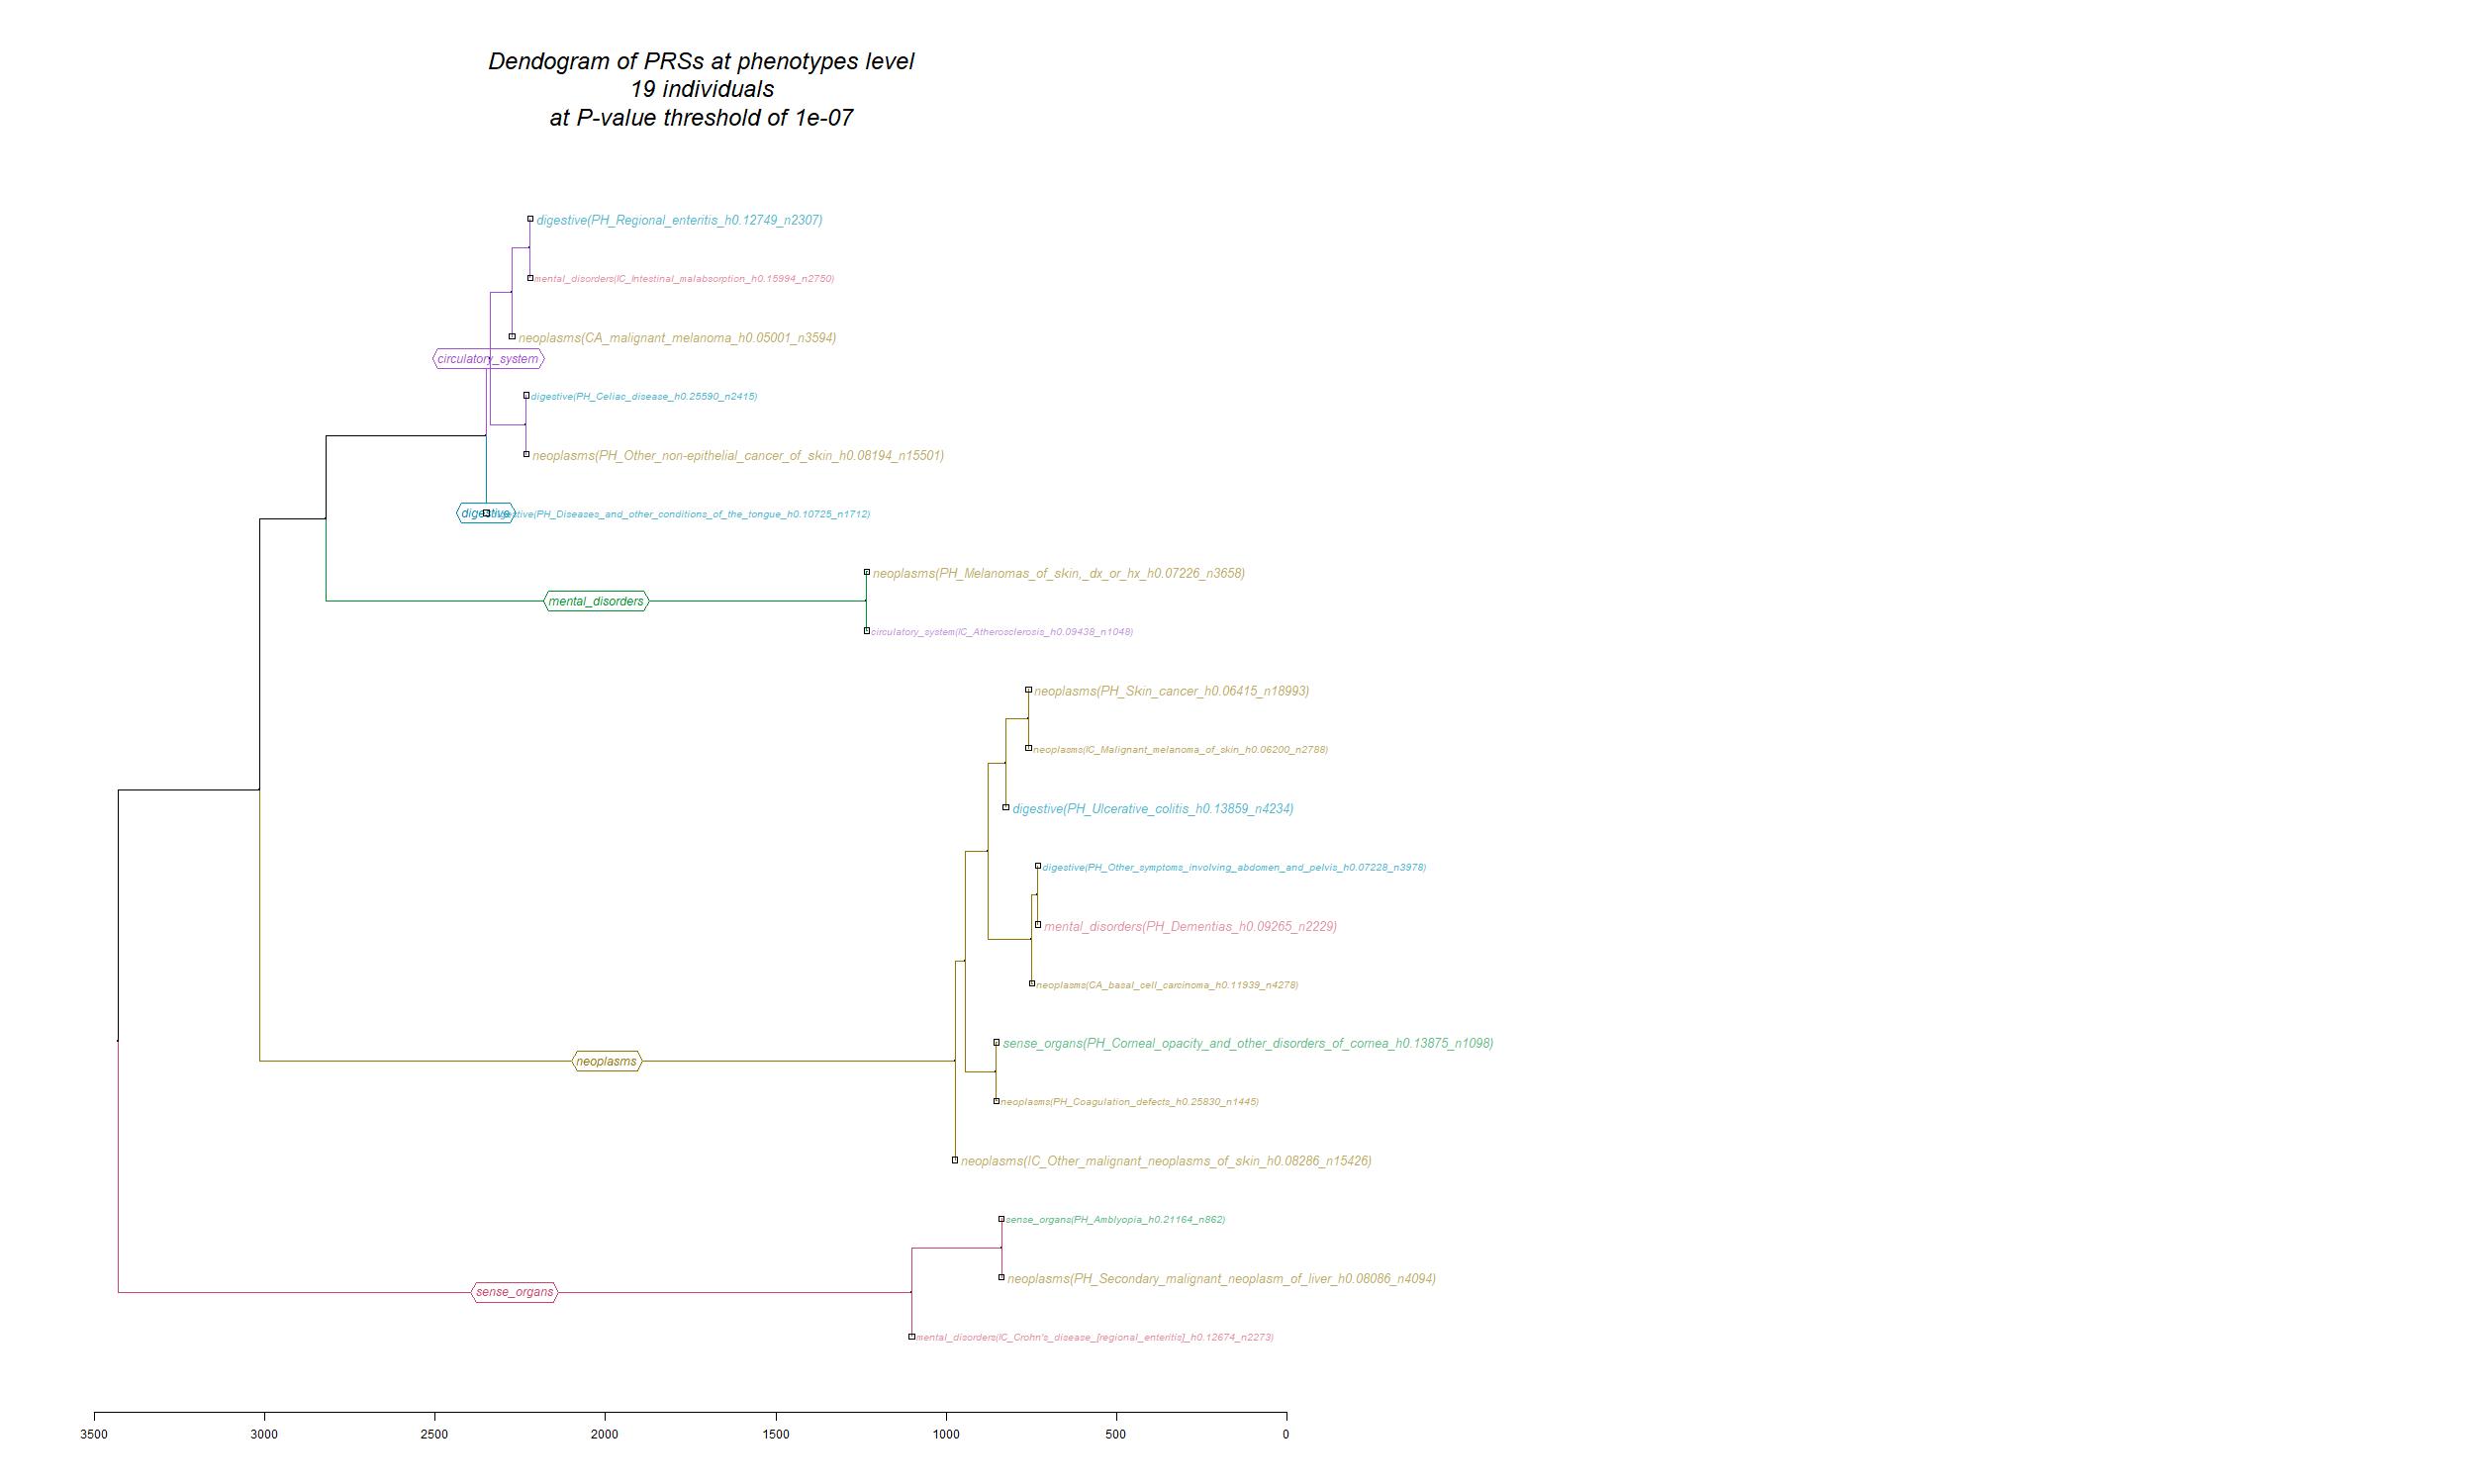 Dendogram of PRSs at phenotypes level
19 individuals
at P-value threshold of 1e-07
digestive(PH_Regional_enteritis_h0.12749_n2307)
mental_disorders(IC_Intestinal_malabsorption_h0.15994_n2750)
neoplasms(CA_malignant_melanoma_h0.05001_n3594)
circulatory_system
digestive(PH_Celiac_disease_h0.25590_n2415)
neoplasms(PH_Other_non-epithelial_cancer_of_skin_h0.08194_n15501)
digestive
digestive(PH_Diseases_and_other_conditions_of_the_tongue_h0.10725_n1712)
neoplasms(PH_Melanomas_of_skin,_dx_or_hx_h0.07226_n3658)
mental_disorders
circulatory_system(IC_Atherosclerosis_h0.09438_n1048)
neoplasms(PH_Skin_cancer_h0.06415_n18993)
neoplasms(IC_Malignant_melanoma_of_skin_h0.06200_n2788)
digestive(PH_Ulcerative_colitis_h0.13859_n4234)
digestive(PH_Other_symptoms_involving_abdomen_and_pelvis_h0.07228_n3978)
mental_disorders(PH_Dementias_h0.09265_n2229)
neoplasms(CA_basal_cell_carcinoma_h0.11939_n4278)
sense_organs(PH_Corneal_opacity_and_other_disorders_of_cornea_h0.13875_n1098)
neoplasms
neoplasms(PH_Coagulation_defects_h0.25830_n1445)
neoplasms(IC_Other_malignant_neoplasms_of_skin_h0.08286_n15426)
sense_organs(PH_Amblyopia_h0.21164_n862)
neoplasms(PH_Secondary_malignant_neoplasm_of_liver_h0.08086_n4094)
sense_organs
mental_disorders(IC_Crohn's_disease_[regional_enteritis]_h0.12674_n2273)
3500 3000 2500 2000 1500 1000 500 0